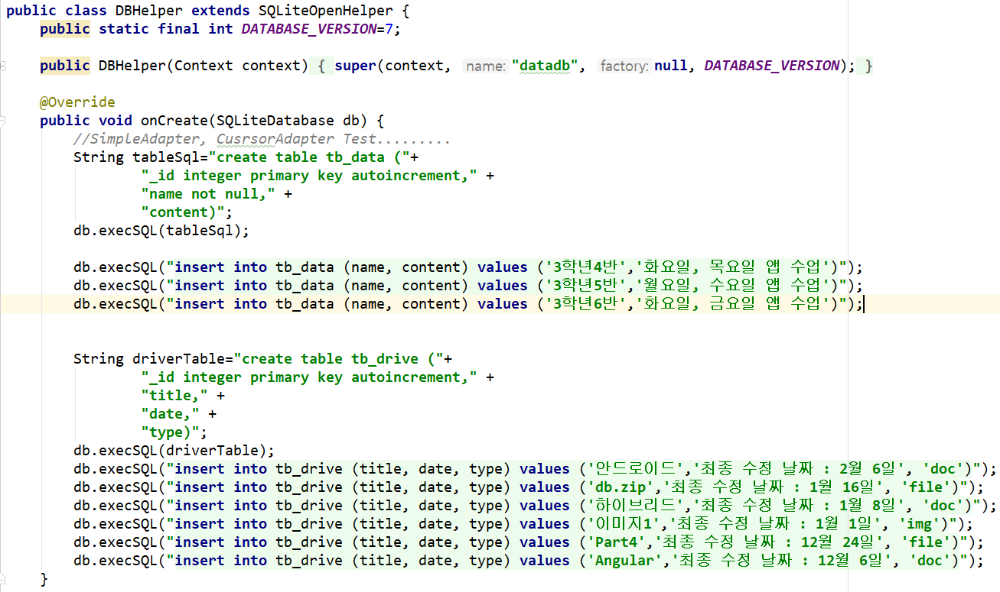 public class DBHelper extends SQLiteOpenHelper {
public static final int DATABASE_VERSION=7;
public DBHelper(Context context) { super(context, name: "datadb", factory: null, DATABASE_VERSION); }
@Override
public void onCreate(SQLiteDatabase db) {
//SimpleAdapter, CusrsorAdapter Test.........
String tableSql="create table tb_data ("+
"_id integer primary key autoincrement," +
"name not null," +
"content)";
db.execSQL(tableSql);
db.execSQL("insert into tb_data (name, content) values ('3학년4반','화요일, 목요일 앱 수업')");
db.execSQL("insert into tb_data (name, content) values ('3학년5반','월요일, 수요일 앱 수업')");
db.execSQL("insert into tb_data (name, content) values ('3학년6반','화요일, 금요일 앱 수업')");
String driverTable="create table tb_drive ("+
"_id integer primary key autoincrement," +
"title," +
"date," +
"type)";
db.execSQL(driverTable);
db.execSQL("insert into tb_drive (title, date, type) values ('안드로이드','최종 수정 날짜 : 2월 6일', 'doc')");
db.execSQL("insert into tb_drive (title, date, type) values ('db.zip','최종 수정 날짜 : 1월 16일', 'file')");
db.execSQL("insert into tb_drive (title, date, type) values ('하이브리드','최종 수정 날짜 : 1월 8일', 'doc')");
db.execSQL("insert into tb_drive (title, date, type) values ('이미지1','최종 수정 날짜 : 1월 1일', 'img')");
db.execSQL("insert into tb_drive (title, date, type) values ('Part4','최종 수정 날짜 : 12월 24일', 'file')");
db.execSQL("insert into tb_drive (title, date, type) values ('Angular','최종 수정 날짜 : 12월 6일', 'doc')");
}